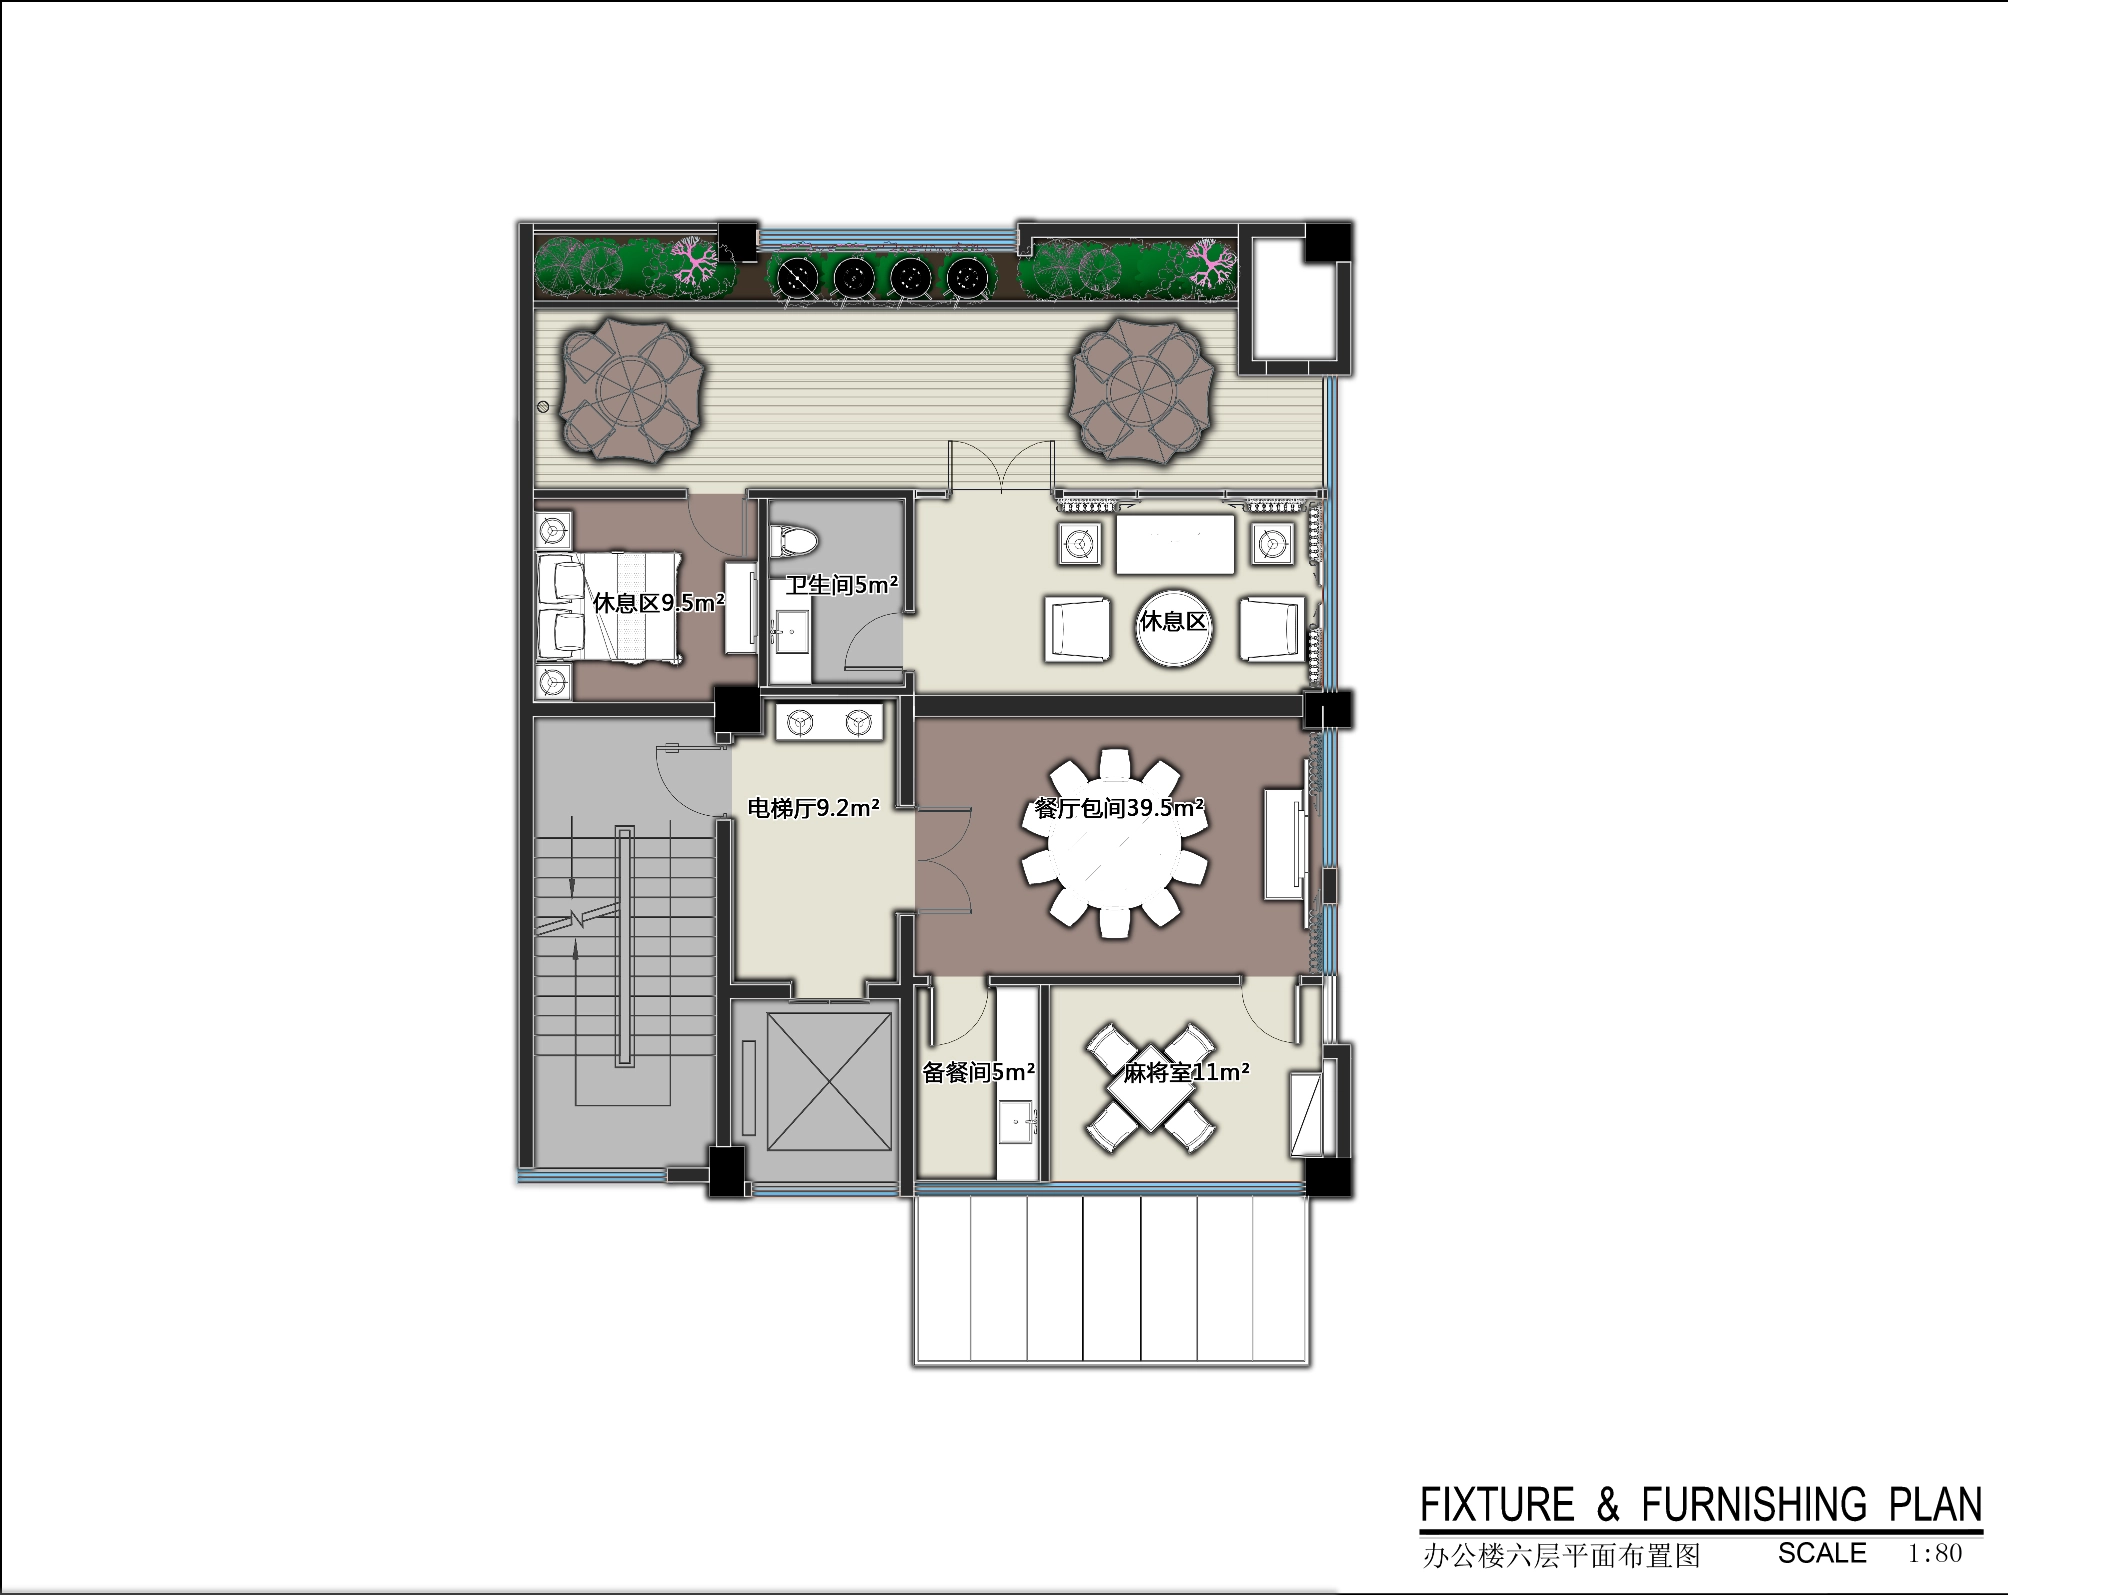 卫生间5m²
休息区9.5m²
休息区
电梯厅9.2m²
餐厅包间39.5m²
备餐间5m²
麻将室11m²
FIXTURE & FURNISHING PLAN
办公楼六层平面布置图 SCALE 1:80